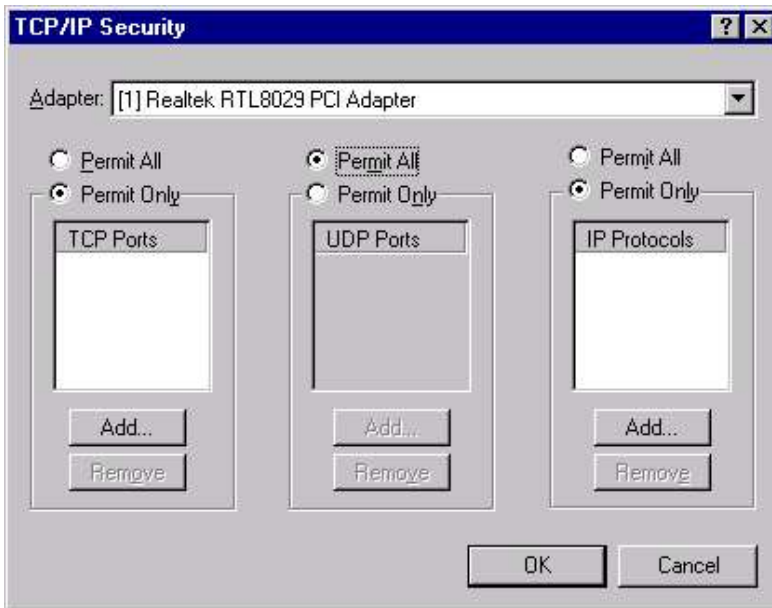 TCP/IP Security
Adapter: [1] Realtek RTL8029 PCI Adapter
Permit All
Permit Only
TCP Ports
Add...
Remove
Permit All
Permit Only
UDP Ports
Add...
Remove
Permit All
Permit Only
IP Protocols
Add...
Remove
OK
Cancel